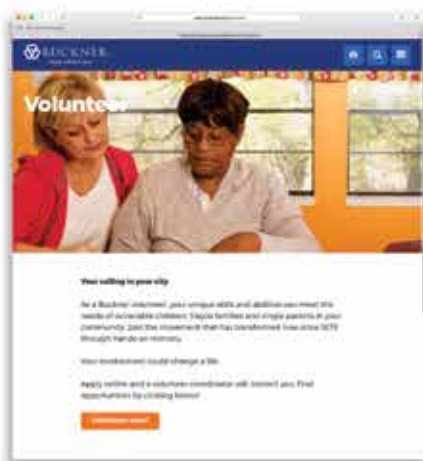 BUCKNER
Volunteer
Your calling in your city
As a Buckner volunteer, your unique skills and abilities can meet the
needs of vulnerable children, fragile families and single parents in your
community. Join the movement that has transformed lives since 1879
through hands-on ministry.
Your involvement could change a life.
Apply online and a volunteer coordinator will contact you. Find
opportunities by clicking below!